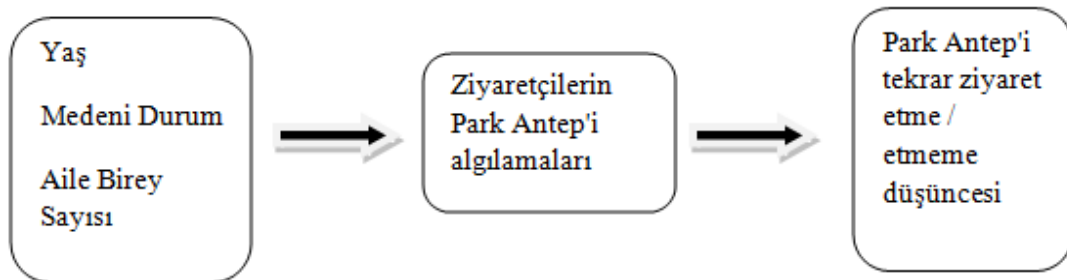 Yaş
Medeni Durum
Aile Birey
Sayısı
Ziyaretçilerin
Park Antep'i
algılamaları
Park Antep'i
tekrar ziyaret
etme /
etmeme
düşüncesi